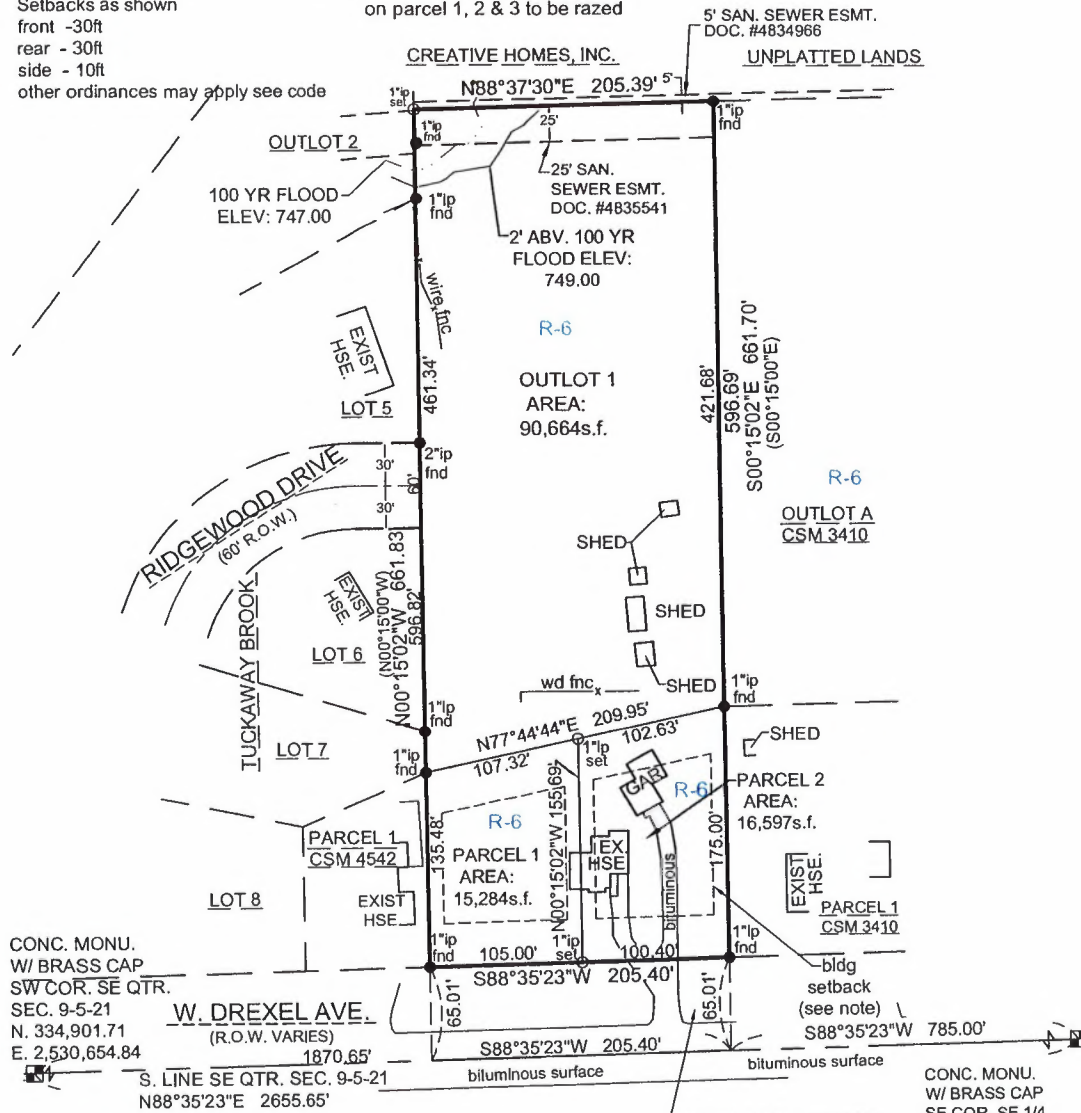 Setbacks as shown
front -30ft
rear - 30ft
side - 10ft
other ordinances may apply see code
on parcel 1, 2 & 3 to be razed
5' SAN. SEWER ESMT.
DOC. #4834966
CREATIVE HOMES, INC.
UNPLATTED LANDS
N88°37'30"E 205.39'
5'
1"ip
set
1"ip
fnd
1"ip
fnd
25'
OUTLOT 2
25' SAN.
SEWER ESMT.
DOC. #4835541
100 YR FLOOD
ELEV: 747.00
1"ip
fnd
2' ABV. 100 YR
FLOOD ELEV:
749.00
wire fnc
x
R-6
EXIST
HSE.
461.34'
OUTLOT 1
AREA:
90,664s.f.
421.68'
596.69'
S00°15'02"E 661.70'
(S00°15'00"E)
LOT 5
2"ip
fnd
30'
60'
30'
RIDGEWOOD DRIVE
(60' R.O.W.)
R-6
OUTLOT A
CSM 3410
SHED
SHED
SHED
EXIST
HSE.
(N00°15'00"W)
N00°15'02"W 661.83
596.82'
TUCKAWAY BROOK
LOT 6
wd fnc
x
1"ip
fnd
N77°44'44"E 209.95'
102.63'
107.32'
1"ip
fnd
1"ip
fnd
1"ip
set
LOT 7
SHED
GAR
R-6
PARCEL 2
AREA:
16,597s.f.
R-6
PARCEL 1
CSM 4542
135.48'
PARCEL 1
AREA:
15,284s.f.
N00°15'02"W 155.69'
EX
HSE
bituminous
175.00'
EXIST
HSE.
PARCEL 1
CSM 3410
LOT 8
EXIST
HSE.
1"ip
fnd
105.00'
1"ip
set
100.40'
1"ip
fnd
S88°35'23"W 205.40'
CONC. MONU.
W/ BRASS CAP
SW COR. SE QTR.
SEC. 9-5-21
N. 334,901.71
E. 2,530,654.84
bldg
setback
(see note)
W. DREXEL AVE.
(R.O.W. VARIES)
65.01'
65.01'
S88°35'23"W 785.00'
1870.65'
S88°35'23"W 205.40'
S. LINE SE QTR. SEC. 9-5-21
N88°35'23"E 2655.65'
bituminous surface
bituminous surface
CONC. MONU.
W/ BRASS CAP
SE COR. SE 1/4